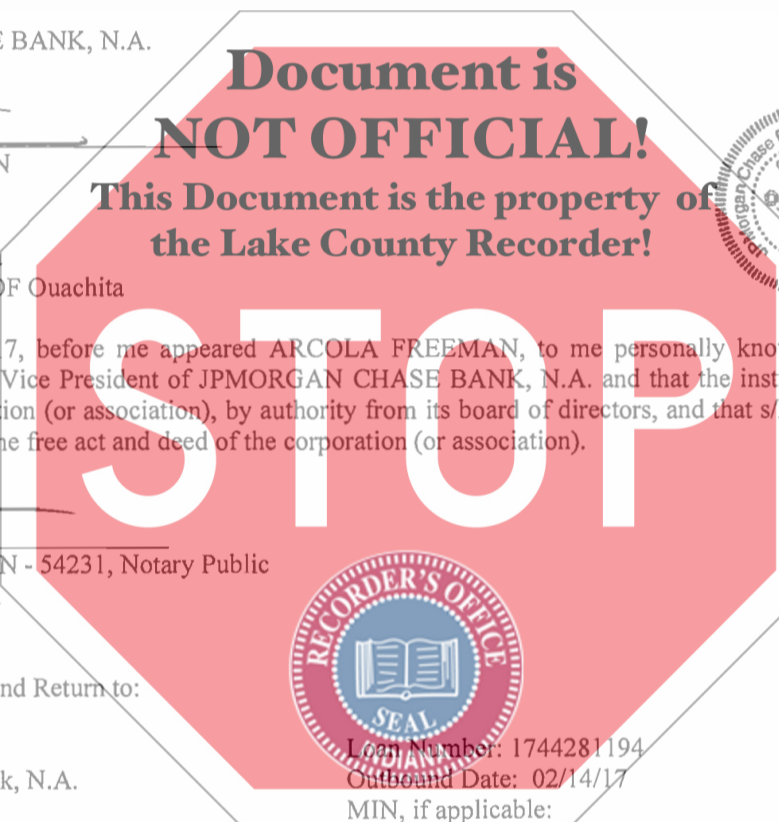 E BANK, N.A.
Document is
NOT OFFICIAL!
N
This Document is the property of
the Lake County Recorder!
JPMorgan Chase
OF Ouachita
STOP
7, before me appeared ARCOLA FREEMAN, to me personally kno
Vice President of JPMORGAN CHASE BANK, N.A. and that the inst
tion (or association), by authority from its board of directors, and that s/
he free act and deed of the corporation (or association).
N - 54231, Notary Public
RECORDER'S OFFICE
SEAL
INDIANA
nd Return to:
Loan Number: 1744281194
k, N.A.
Outbound Date: 02/14/17
MIN, if applicable: